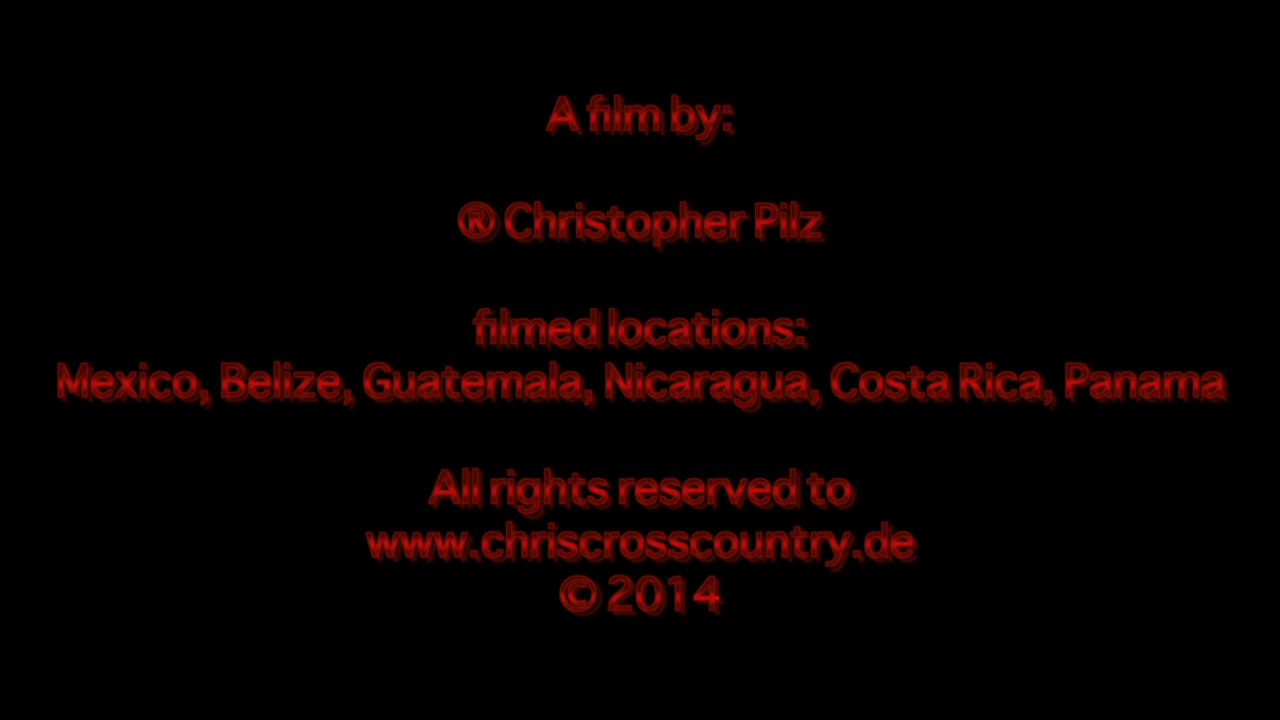 A film by:
® Christopher Pilz
filmed locations:
Mexico, Belize, Guatemala, Nicaragua, Costa Rica, Panama
All rights reserved to
www.chriscrosscountry.de
© 2014